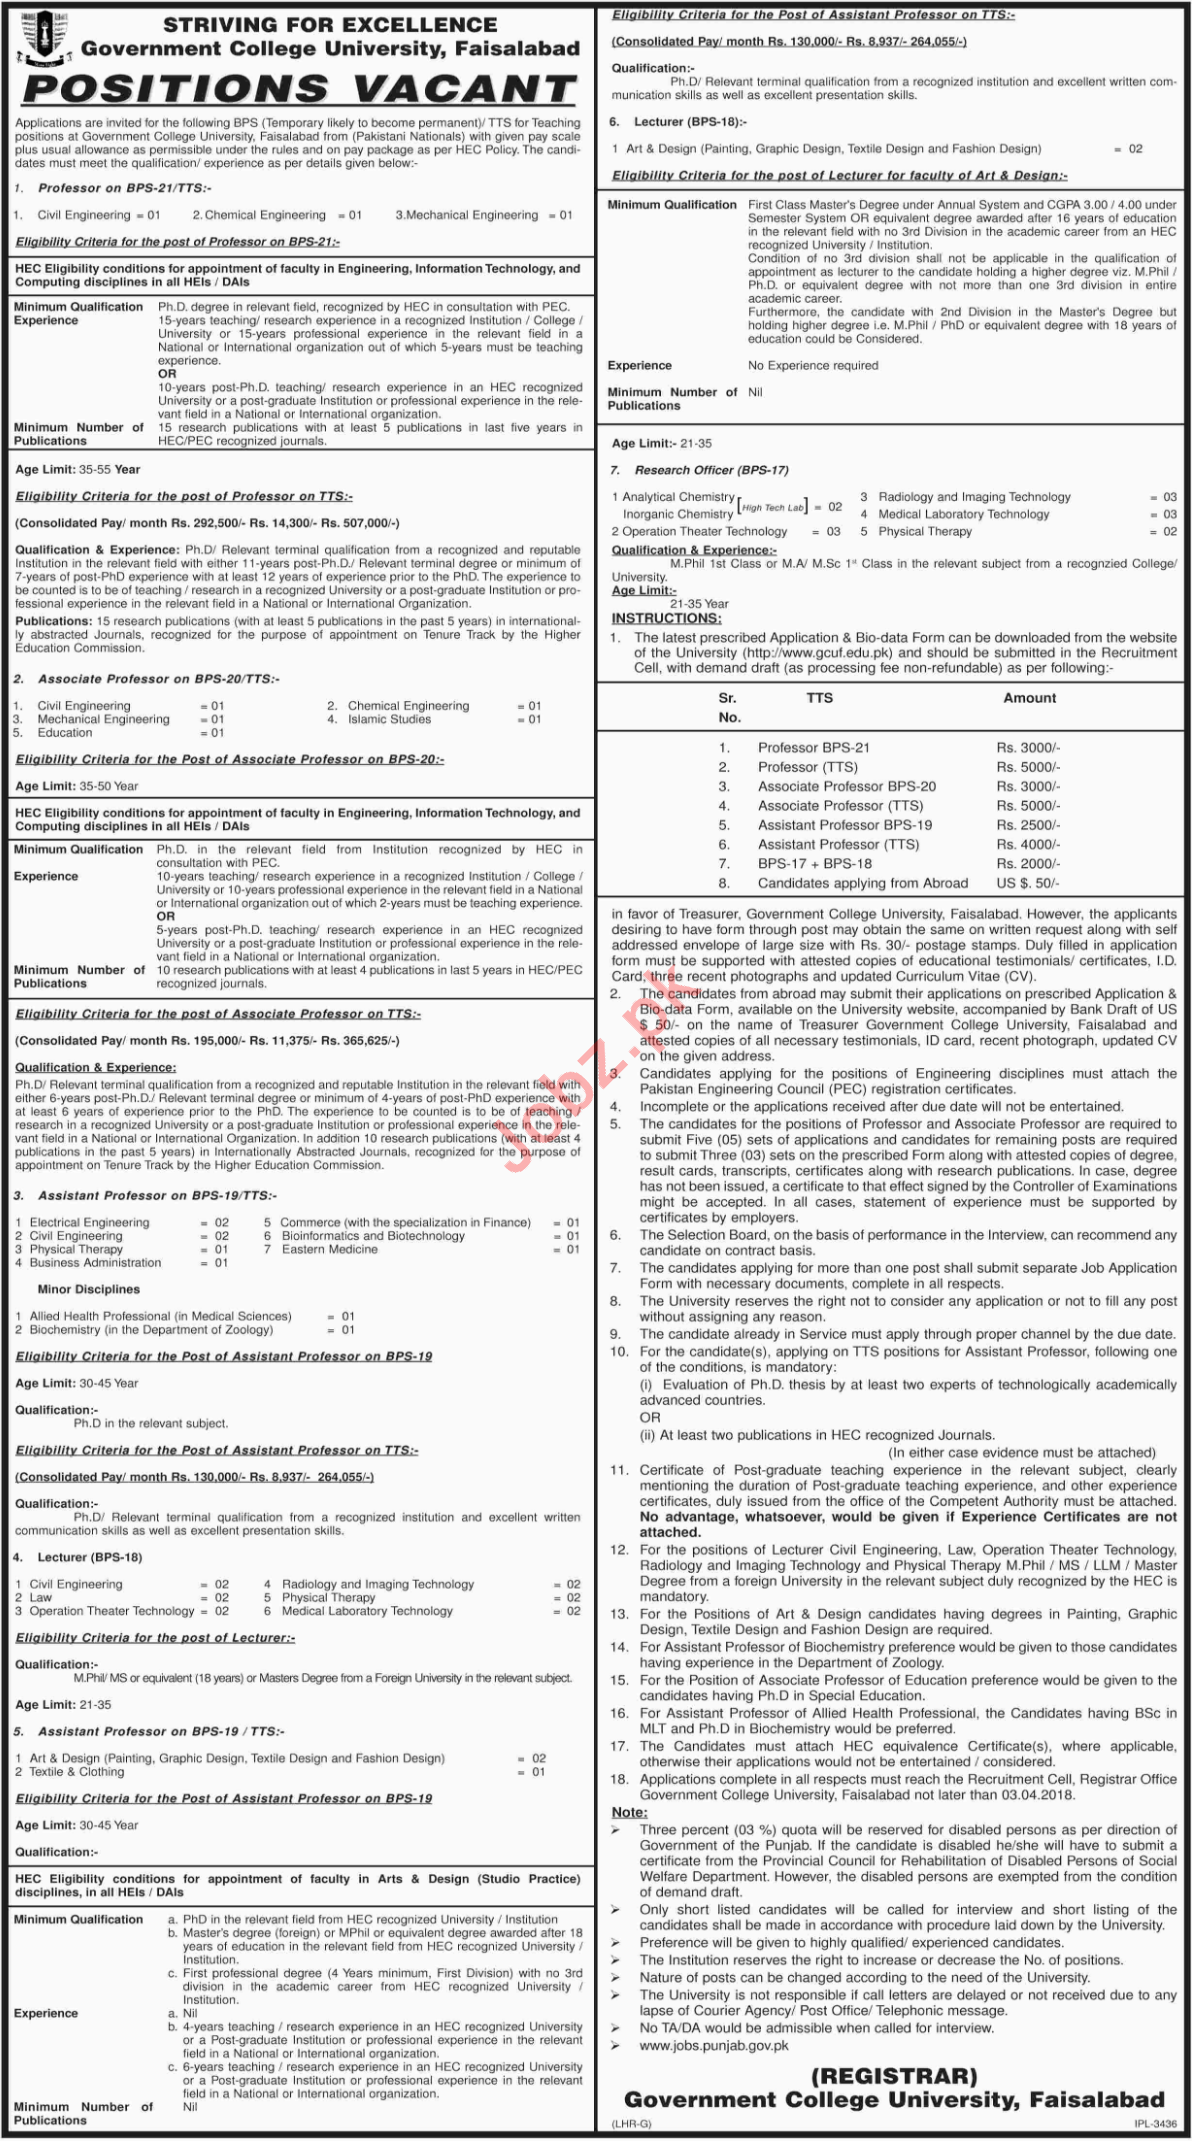 STRIVING FOR EXCELLENCE
Government College University, Faisalabad
POSITIONS VACANT
Applications are invited for the following BPS (Temporary likely to become permanent)/ TTS for Teaching
positions at Government College University, Faisalabad from (Pakistani Nationals) with given pay scale
plus usual allowance as permissible under the rules and on pay package as per HEC Policy. The candi-
dates must meet the qualification/ experience as per details given below:-
1. Professor on BPS-21/TTS:-
1. Civil Engineering = 01 2. Chemical Engineering = 01 3.Mechanical Engineering = 01
Eligibility Criteria for the post of Professor on BPS-21:-
HEC Eligibility conditions for appointment of faculty in Engineering, Information Technology, and
Computing disciplines in all HEIs / DAIs
Minimum Qualification Ph.D. degree in relevant field, recognized by HEC in consultation with PEC.
Experience 15-years teaching/ research experience in a recognized Institution / College /
University or 15-years professional experience in the relevant field in a
National or International organization out of which 5-years must be teaching
experience.
OR
10-years post-Ph.D. teaching/ research experience in an HEC recognized
University or a post-graduate Institution or professional experience in the rele-
vant field in a National or International organization.
Minimum Number of 15 research publications with at least 5 publications in last five years in
Publications HEC/PEC recognized journals.
Age Limit: 35-55 Year
Eligibility Criteria for the post of Professor on TTS:-
(Consolidated Pay/ month Rs. 292,500/- Rs. 14,300/- Rs. 507,000/-)
Qualification & Experience: Ph.D/ Relevant terminal qualification from a recognized and reputable
Institution in the relevant field with either 11-years post-Ph.D./ Relevant terminal degree or minimum of
7-years of post-PhD experience with at least 12 years of experience prior to the PhD. The experience to
be counted is to be of teaching / research in a recognized University or a post-graduate Institution or pro-
fessional experience in the relevant field in a National or International Organization.
Publications: 15 research publications (with at least 5 publications in the past 5 years) in international-
ly abstracted Journals, recognized for the purpose of appointment on Tenure Track by the Higher
Education Commission.
2. Associate Professor on BPS-20/TTS:-
1. Civil Engineering = 01 2. Chemical Engineering = 01
3. Mechanical Engineering = 01 4. Islamic Studies = 01
5. Education = 01
Eligibility Criteria for the Post of Associate Professor on BPS-20:-
Age Limit: 35-50 Year
HEC Eligibility conditions for appointment of faculty in Engineering, Information Technology, and
Computing disciplines in all HEIs / DAIs
Minimum Qualification Ph.D. in the relevant field from Institution recognized by HEC in
consultation with PEC.
Experience 10-years teaching/ research experience in a recognized Institution / College /
University or 10-years professional experience in the relevant field in a National
or International organization out of which 2-years must be teaching experience.
OR
5-years post-Ph.D. teaching/ research experience in an HEC recognized
University or a post-graduate Institution or professional experience in the rele-
vant field in a National or International organization.
Minimum Number of 10 research publications with at least 4 publications in last 5 years in HEC/PEC
Publications recognized journals.
Eligibility Criteria for the post of Associate Professor on TTS:-
(Consolidated Pay/ month Rs. 195,000/- Rs. 11,375/- Rs. 365,625/-)
Qualification & Experience:
Ph.D/ Relevant terminal qualification from a recognized and reputable Institution in the relevant field with
either 6-years post-Ph.D./ Relevant terminal degree or minimum of 4-years of post-PhD experience with
at least 6 years of experience prior to the PhD. The experience to be counted is to be of teaching /
research in a recognized University or a post-graduate Institution or professional experience in the rele-
vant field in a National or International Organization. In addition 10 research publications (with at least 4
publications in the past 5 years) in Internationally Abstracted Journals, recognized for the purpose of
appointment on Tenure Track by the Higher Education Commission.
3. Assistant Professor on BPS-19/TTS:-
1 Electrical Engineering = 02 5 Commerce (with the specialization in Finance) = 01
2 Civil Engineering = 02 6 Bioinformatics and Biotechnology = 01
3 Physical Therapy = 01 7 Eastern Medicine = 01
4 Business Administration = 01
Minor Disciplines
1 Allied Health Professional (in Medical Sciences) = 01
2 Biochemistry (in the Department of Zoology) = 01
Eligibility Criteria for the Post of Assistant Professor on BPS-19
Age Limit: 30-45 Year
Qualification:-
Ph.D in the relevant subject.
Eligibility Criteria for the Post of Assistant Professor on TTS:-
(Consolidated Pay/ month Rs. 130,000/- Rs. 8,937/- 264,055/-)
Qualification:-
Ph.D/ Relevant terminal qualification from a recognized institution and excellent written
communication skills as well as excellent presentation skills.
4. Lecturer (BPS-18)
1 Civil Engineering = 02 4 Radiology and Imaging Technology = 02
2 Law = 02 5 Physical Therapy = 02
3 Operation Theater Technology = 02 6 Medical Laboratory Technology = 02
Eligibility Criteria for the post of Lecturer:-
Qualification:-
M.Phil/ MS or equivalent (18 years) or Masters Degree from a Foreign University in the relevant subject.
Age Limit: 21-35
5. Assistant Professor on BPS-19 / TTS:-
1 Art & Design (Painting, Graphic Design, Textile Design and Fashion Design) = 02
2 Textile & Clothing = 01
Eligibility Criteria for the Post of Assistant Professor on BPS-19
Age Limit: 30-45 Year
Qualification:-
HEC Eligibility conditions for appointment of faculty in Arts & Design (Studio Practice)
disciplines, in all HEIs / DAIs
Minimum Qualification a. PhD in the relevant field from HEC recognized University / Institution
b. Master's degree (foreign) or MPhil or equivalent degree awarded after 18
years of education in the relevant field from HEC recognized University /
Institution.
c. First professional degree (4 Years minimum, First Division) with no 3rd
division in the academic career from HEC recognized University /
Institution.
Experience a. Nil
b. 4-years teaching / research experience in an HEC recognized University
or a Post-graduate Institution or professional experience in the relevant
field in a National or International organization.
c. 6-years teaching / research experience in an HEC recognized University
or a Post-graduate Institution or professional experience in the relevant
field in a National or International organization.
Minimum Number of Nil
Publications
Eligibility Criteria for the Post of Assistant Professor on TTS:-
(Consolidated Pay/ month Rs. 130,000/- Rs. 8,937/- 264,055/-)
Qualification:-
Ph.D/ Relevant terminal qualification from a recognized institution and excellent written com-
munication skills as well as excellent presentation skills.
6. Lecturer (BPS-18):-
1 Art & Design (Painting, Graphic Design, Textile Design and Fashion Design) = 02
Eligibility Criteria for the post of Lecturer for faculty of Art & Design:-
Minimum Qualification First Class Master's Degree under Annual System and CGPA 3.00 / 4.00 under
Semester System OR equivalent degree awarded after 16 years of education
in the relevant field with no 3rd Division in the academic career from an HEC
recognized University / Institution.
Condition of no 3rd division shall not be applicable in the qualification of
appointment as lecturer to the candidate holding a higher degree viz. M.Phil /
Ph.D. or equivalent degree with not more than one 3rd division in entire
academic career.
Furthermore, the candidate with 2nd Division in the Master's Degree but
holding higher degree i.e. M.Phil / PhD or equivalent degree with 18 years of
education could be Considered.
Experience No Experience required
Minimum Number of Nil
Publications
Age Limit:- 21-35
7. Research Officer (BPS-17)
1 Analytical Chemistry 3 Radiology and Imaging Technology = 03
[High Tech Lab] = 02
Inorganic Chemistry 4 Medical Laboratory Technology = 03
2 Operation Theater Technology = 03 5 Physical Therapy = 02
Qualification & Experience:-
M.Phil 1st Class or M.A/ M.Sc 1st Class in the relevant subject from a recognzied College/
University.
Age Limit:-
21-35 Year
INSTRUCTIONS:
1. The latest prescribed Application & Bio-data Form can be downloaded from the website
of the University (http://www.gcuf.edu.pk) and should be submitted in the Recruitment
Cell, with demand draft (as processing fee non-refundable) as per following:-
Sr. TTS Amount
No.
1. Professor BPS-21 Rs. 3000/-
2. Professor (TTS) Rs. 5000/-
3. Associate Professor BPS-20 Rs. 3000/-
4. Associate Professor (TTS) Rs. 5000/-
5. Assistant Professor BPS-19 Rs. 2500/-
6. Assistant Professor (TTS) Rs. 4000/-
7. BPS-17 + BPS-18 Rs. 2000/-
8. Candidates applying from Abroad US $. 50/-
in favor of Treasurer, Government College University, Faisalabad. However, the applicants
desiring to have form through post may obtain the same on written request along with self
addressed envelope of large size with Rs. 30/- postage stamps. Duly filled in application
form must be supported with attested copies of educational testimonials/ certificates, I.D.
Card, three recent photographs and updated Curriculum Vitae (CV).
2. The candidates from abroad may submit their applications on prescribed Application &
Bio-data Form, available on the University website, accompanied by Bank Draft of US
$ 50/- on the name of Treasurer Government College University, Faisalabad and
attested copies of all necessary testimonials, ID card, recent photograph, updated CV
on the given address.
3. Candidates applying for the positions of Engineering disciplines must attach the
Pakistan Engineering Council (PEC) registration certificates.
4. Incomplete or the applications received after due date will not be entertained.
5. The candidates for the positions of Professor and Associate Professor are required to
submit Five (05) sets of applications and candidates for remaining posts are required
to submit Three (03) sets on the prescribed Form along with attested copies of degree,
result cards, transcripts, certificates along with research publications. In case, degree
has not been issued, a certificate to that effect signed by the Controller of Examinations
might be accepted. In all cases, statement of experience must be supported by
certificates by employers.
6. The Selection Board, on the basis of performance in the Interview, can recommend any
candidate on contract basis.
7. The candidates applying for more than one post shall submit separate Job Application
Form with necessary documents, complete in all respects.
8. The University reserves the right not to consider any application or not to fill any post
without assigning any reason.
9. The candidate already in Service must apply through proper channel by the due date.
10. For the candidate(s), applying on TTS positions for Assistant Professor, following one
of the conditions, is mandatory:
(i) Evaluation of Ph.D. thesis by at least two experts of technologically academically
advanced countries.
OR
(ii) At least two publications in HEC recognized Journals.
(In either case evidence must be attached)
11. Certificate of Post-graduate teaching experience in the relevant subject, clearly
mentioning the duration of Post-graduate teaching experience, and other experience
certificates, duly issued from the office of the Competent Authority must be attached.
No advantage, whatsoever, would be given if Experience Certificates are not
attached.
12. For the positions of Lecturer Civil Engineering, Law, Operation Theater Technology,
Radiology and Imaging Technology and Physical Therapy M.Phil / MS / LLM / Master
Degree from a foreign University in the relevant subject duly recognized by the HEC is
mandatory.
13. For the Positions of Art & Design candidates having degrees in Painting, Graphic
Design, Textile Design and Fashion Design are required.
14. For Assistant Professor of Biochemistry preference would be given to those candidates
having experience in the Department of Zoology.
15. For the Position of Associate Professor of Education preference would be given to the
candidates having Ph.D in Special Education.
16. For Assistant Professor of Allied Health Professional, the Candidates having BSc in
MLT and Ph.D in Biochemistry would be preferred.
17. The Candidates must attach HEC equivalence Certificate(s), where applicable,
otherwise their applications would not be entertained / considered.
18. Applications complete in all respects must reach the Recruitment Cell, Registrar Office
Government College University, Faisalabad not later than 03.04.2018.
Note:
➢ Three percent (03 %) quota will be reserved for disabled persons as per direction of
Government of the Punjab. If the candidate is disabled he/she will have to submit a
certificate from the Provincial Council for Rehabilitation of Disabled Persons of Social
Welfare Department. However, the disabled persons are exempted from the condition
of demand draft.
➢ Only short listed candidates will be called for interview and short listing of the
candidates shall be made in accordance with procedure laid down by the University.
➢ Preference will be given to highly qualified/ experienced candidates.
➢ The Institution reserves the right to increase or decrease the No. of positions.
➢ Nature of posts can be changed according to the need of the University.
➢ The University is not responsible if call letters are delayed or not received due to any
lapse of Courier Agency/ Post Office/ Telephonic message.
➢ No TA/DA would be admissible when called for interview.
➢ www.jobs.punjab.gov.pk
(REGISTRAR)
Government College University, Faisalabad
(LHR-G) IPL-3436
Jobz.pk